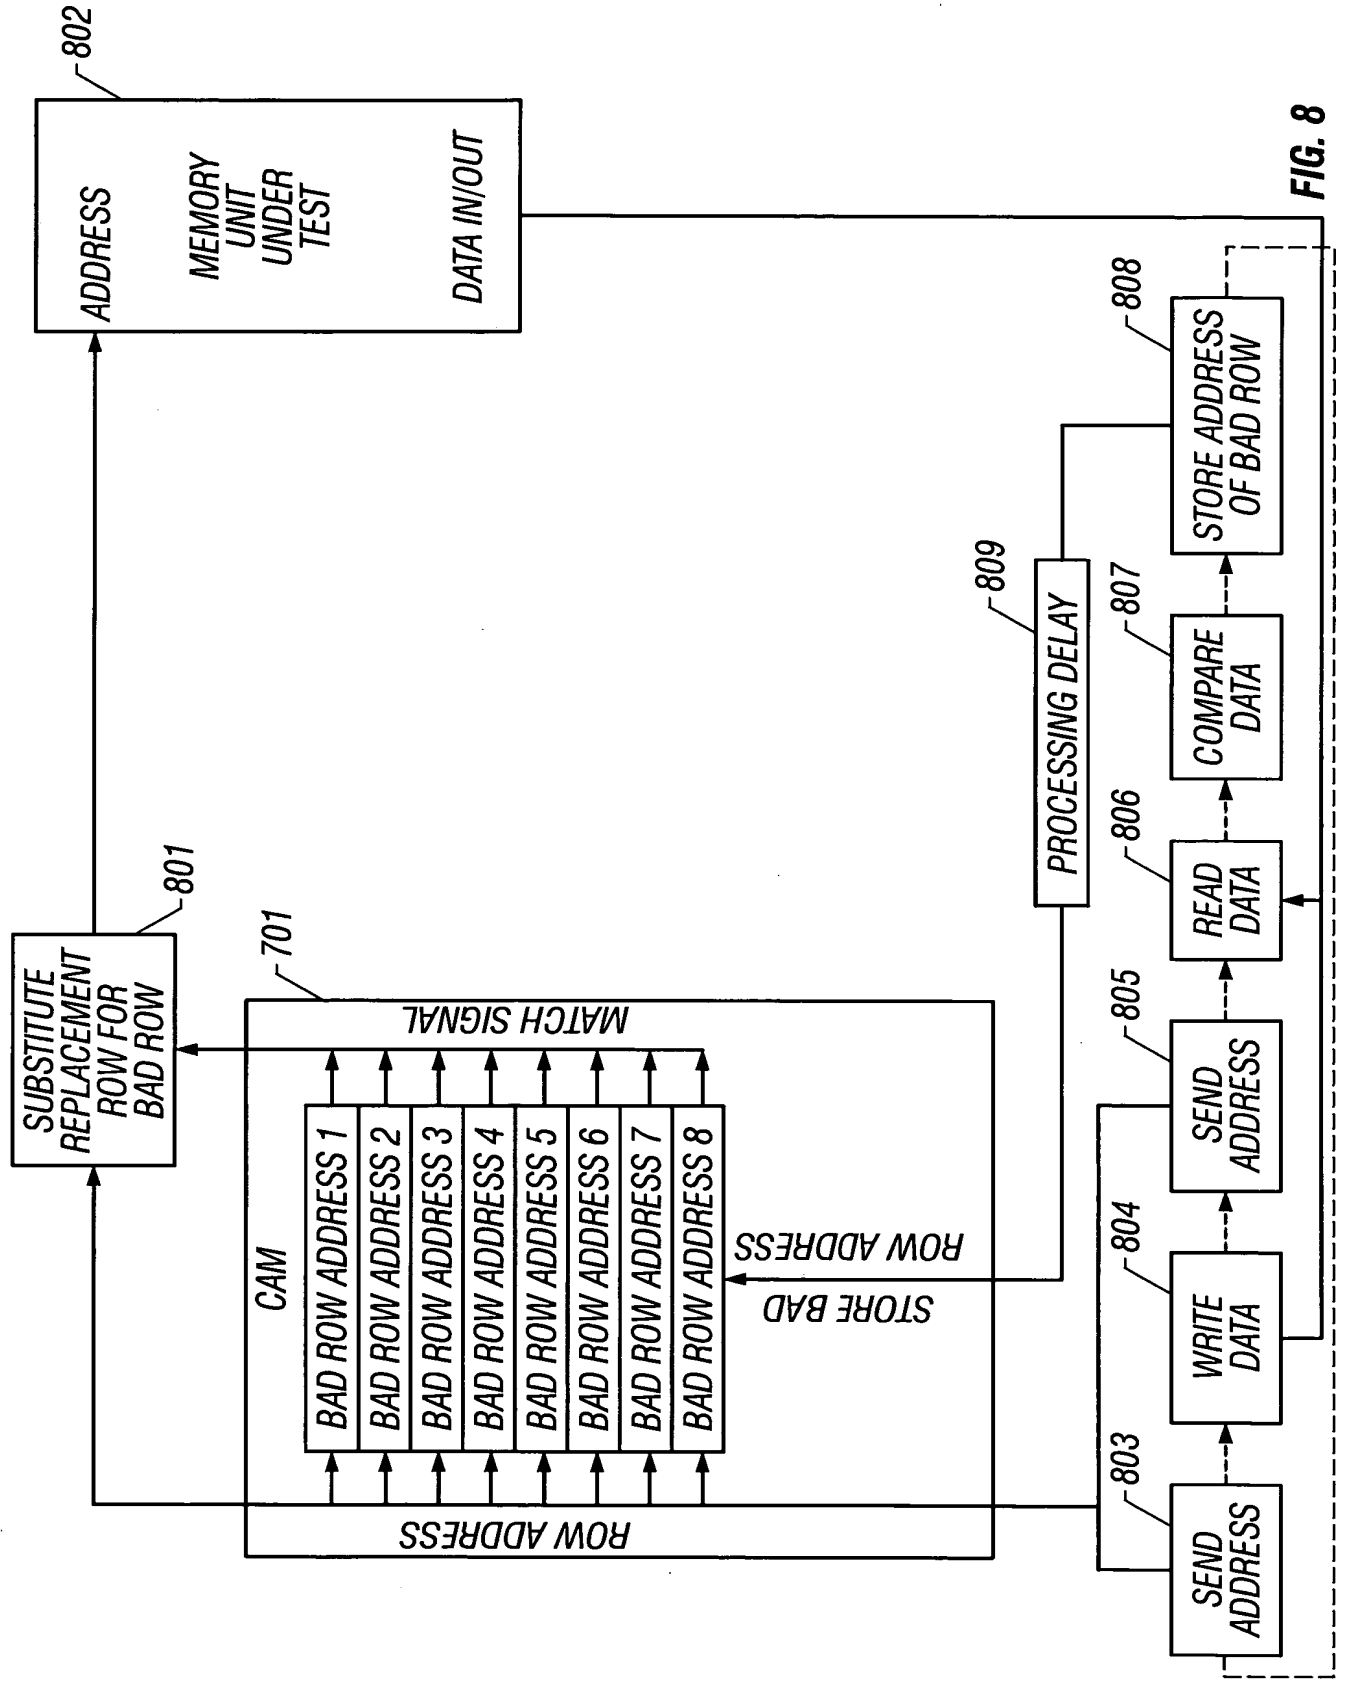 SUBSTITUTE
REPLACEMENT
ROW FOR
BAD ROW
801
802
ADDRESS
MEMORY
UNIT
UNDER
TEST
DATA IN/OUT
701
CAM
ROW ADDRESS
BAD ROW ADDRESS 1
BAD ROW ADDRESS 2
BAD ROW ADDRESS 3
BAD ROW ADDRESS 4
BAD ROW ADDRESS 5
BAD ROW ADDRESS 6
BAD ROW ADDRESS 7
BAD ROW ADDRESS 8
MATCH SIGNAL
STORE BAD
ROW ADDRESS
PROCESSING DELAY
809
803
SEND
ADDRESS
804
WRITE
DATA
805
SEND
ADDRESS
806
READ
DATA
807
COMPARE
DATA
808
STORE ADDRESS
OF BAD ROW
FIG. 8